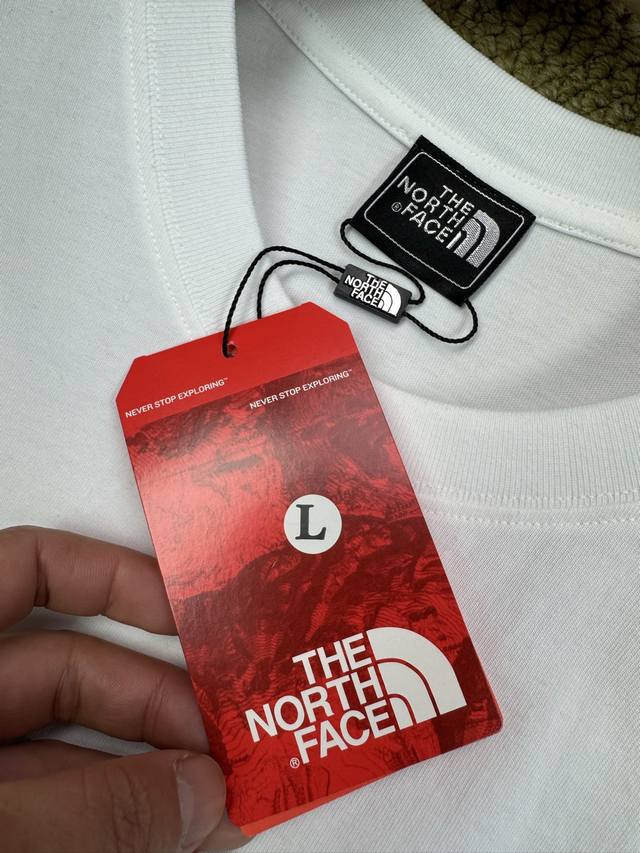 THE
NORTH
® FACE
THE
NORTH
FACE
NEVER STOP EXPLORING™
NEVER STOP EXPLORING™
L
THE
NORTH
® FACE